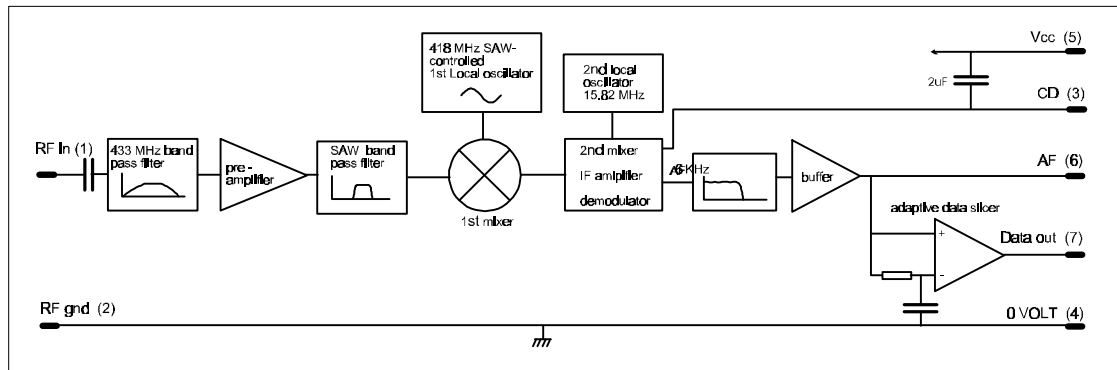 418 MHz SAW-
controlled
1st Local oscillator
2nd local
oscillator
15.82 MHz
Vcc (5)
2uF
CD (3)
RF In (1)
433 MHz band
pass filter
pre-
amplifier
SAW band
pass filter
1st mixer
2nd mixer
IF amiplifier
demodulator
buffer
AF (6)
adaptive data slicer
+
-
Data out (7)
RF gnd (2)
0 VOLT (4)